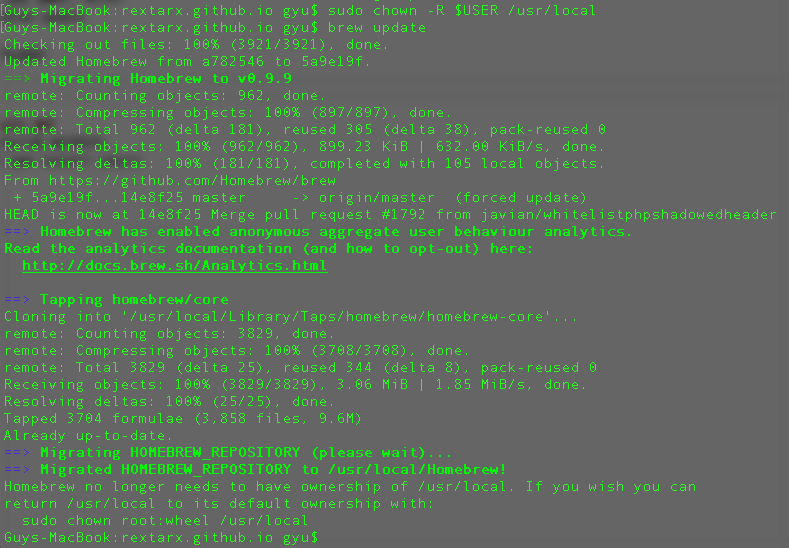 [Guys-MacBook:rextarx.github.io gyu$ sudo chown -R $USER /usr/local
[Guys-MacBook:rextarx.github.io gyu$ brew update
Checking out files: 100% (3921/3921), done.
Updated Homebrew from a782546 to 5a9e19f.
==> Migrating Homebrew to v0.9.9
remote: Counting objects: 962, done.
remote: Compressing objects: 100% (897/897), done.
remote: Total 962 (delta 181), reused 305 (delta 38), pack-reused 0
Receiving objects: 100% (962/962), 899.23 KiB | 632.00 KiB/s, done.
Resolving deltas: 100% (181/181), completed with 105 local objects.
From https://github.com/Homebrew/brew
 + 5a9e19f...14e8f25 master     -> origin/master  (forced update)
HEAD is now at 14e8f25 Merge pull request #1792 from javian/whitelistphpshadowedheader
==> Homebrew has enabled anonymous aggregate user behaviour analytics.
Read the analytics documentation (and how to opt-out) here:
  http://docs.brew.sh/Analytics.html
==> Tapping homebrew/core
Cloning into '/usr/local/Library/Taps/homebrew/homebrew-core'...
remote: Counting objects: 3829, done.
remote: Compressing objects: 100% (3708/3708), done.
remote: Total 3829 (delta 25), reused 344 (delta 8), pack-reused 0
Receiving objects: 100% (3829/3829), 3.06 MiB | 1.85 MiB/s, done.
Resolving deltas: 100% (25/25), done.
Tapped 3704 formulae (3,858 files, 9.6M)
Already up-to-date.
==> Migrating HOMEBREW_REPOSITORY (please wait)...
==> Migrated HOMEBREW_REPOSITORY to /usr/local/Homebrew!
Homebrew no longer needs to have ownership of /usr/local. If you wish you can
return /usr/local to its default ownership with:
  sudo chown root:wheel /usr/local
Guys-MacBook:rextarx.github.io gyu$